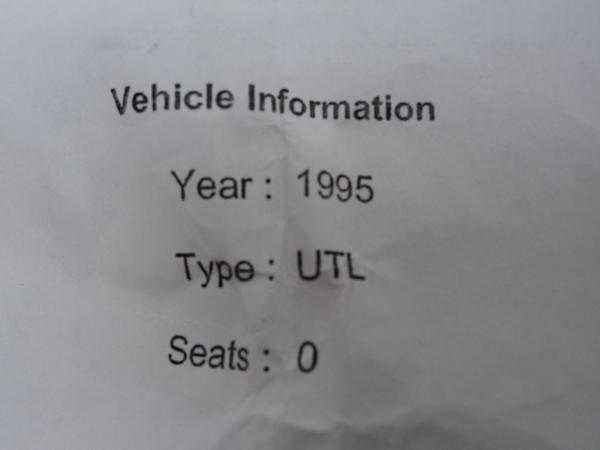 Vehicle Information
Year : 1995
Type : UTL
Seats : 0